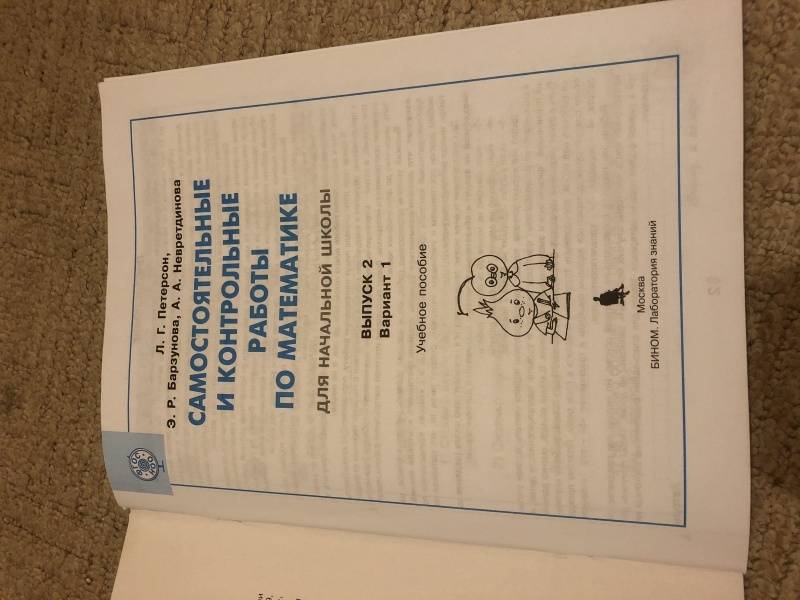 Л. Г. Петерсон,
Э. Р. Барзунова, А. А. Невретдинова
САМОСТОЯТЕЛЬНЫЕ
И КОНТРОЛЬНЫЕ
РАБОТЫ
ПО МАТЕМАТИКЕ
ДЛЯ НАЧАЛЬНОЙ ШКОЛЫ
ВЫПУСК 2
Вариант 1
Учебное пособие
Москва
БИНОМ. Лаборатория знаний